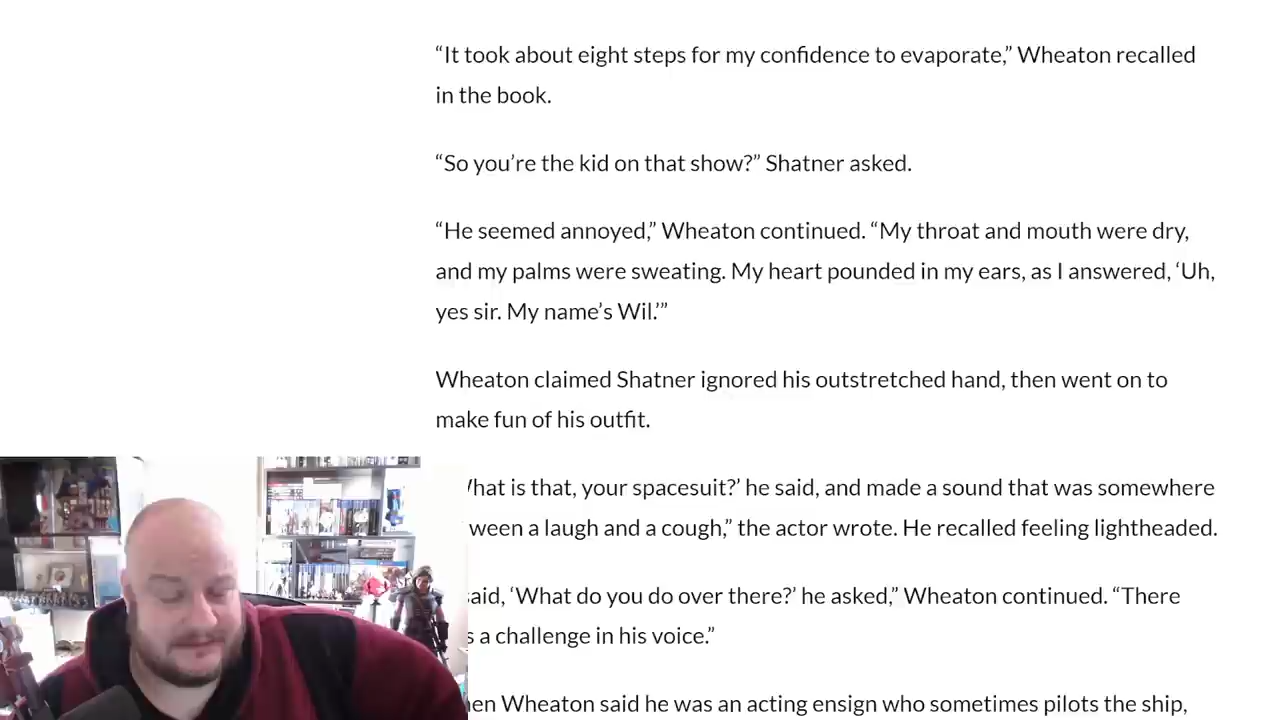 “It took about eight steps for my confidence to evaporate,” Wheaton recalled
in the book.
“So you’re the kid on that show?” Shatner asked.
“He seemed annoyed,” Wheaton continued. “My throat and mouth were dry,
and my palms were sweating. My heart pounded in my ears, as I answered, ‘Uh,
yes sir. My name’s Wil.’”
Wheaton claimed Shatner ignored his outstretched hand, then went on to
make fun of his outfit.
is that, your spacesuit?’ he said, and made a sound that was somewhere
a laugh and a cough,” the actor wrote. He recalled feeling lightheaded.
‘What do you do over there?’ he asked,” Wheaton continued. “There
a challenge in his voice.”
Wheaton said he was an acting ensign who sometimes pilots the ship,